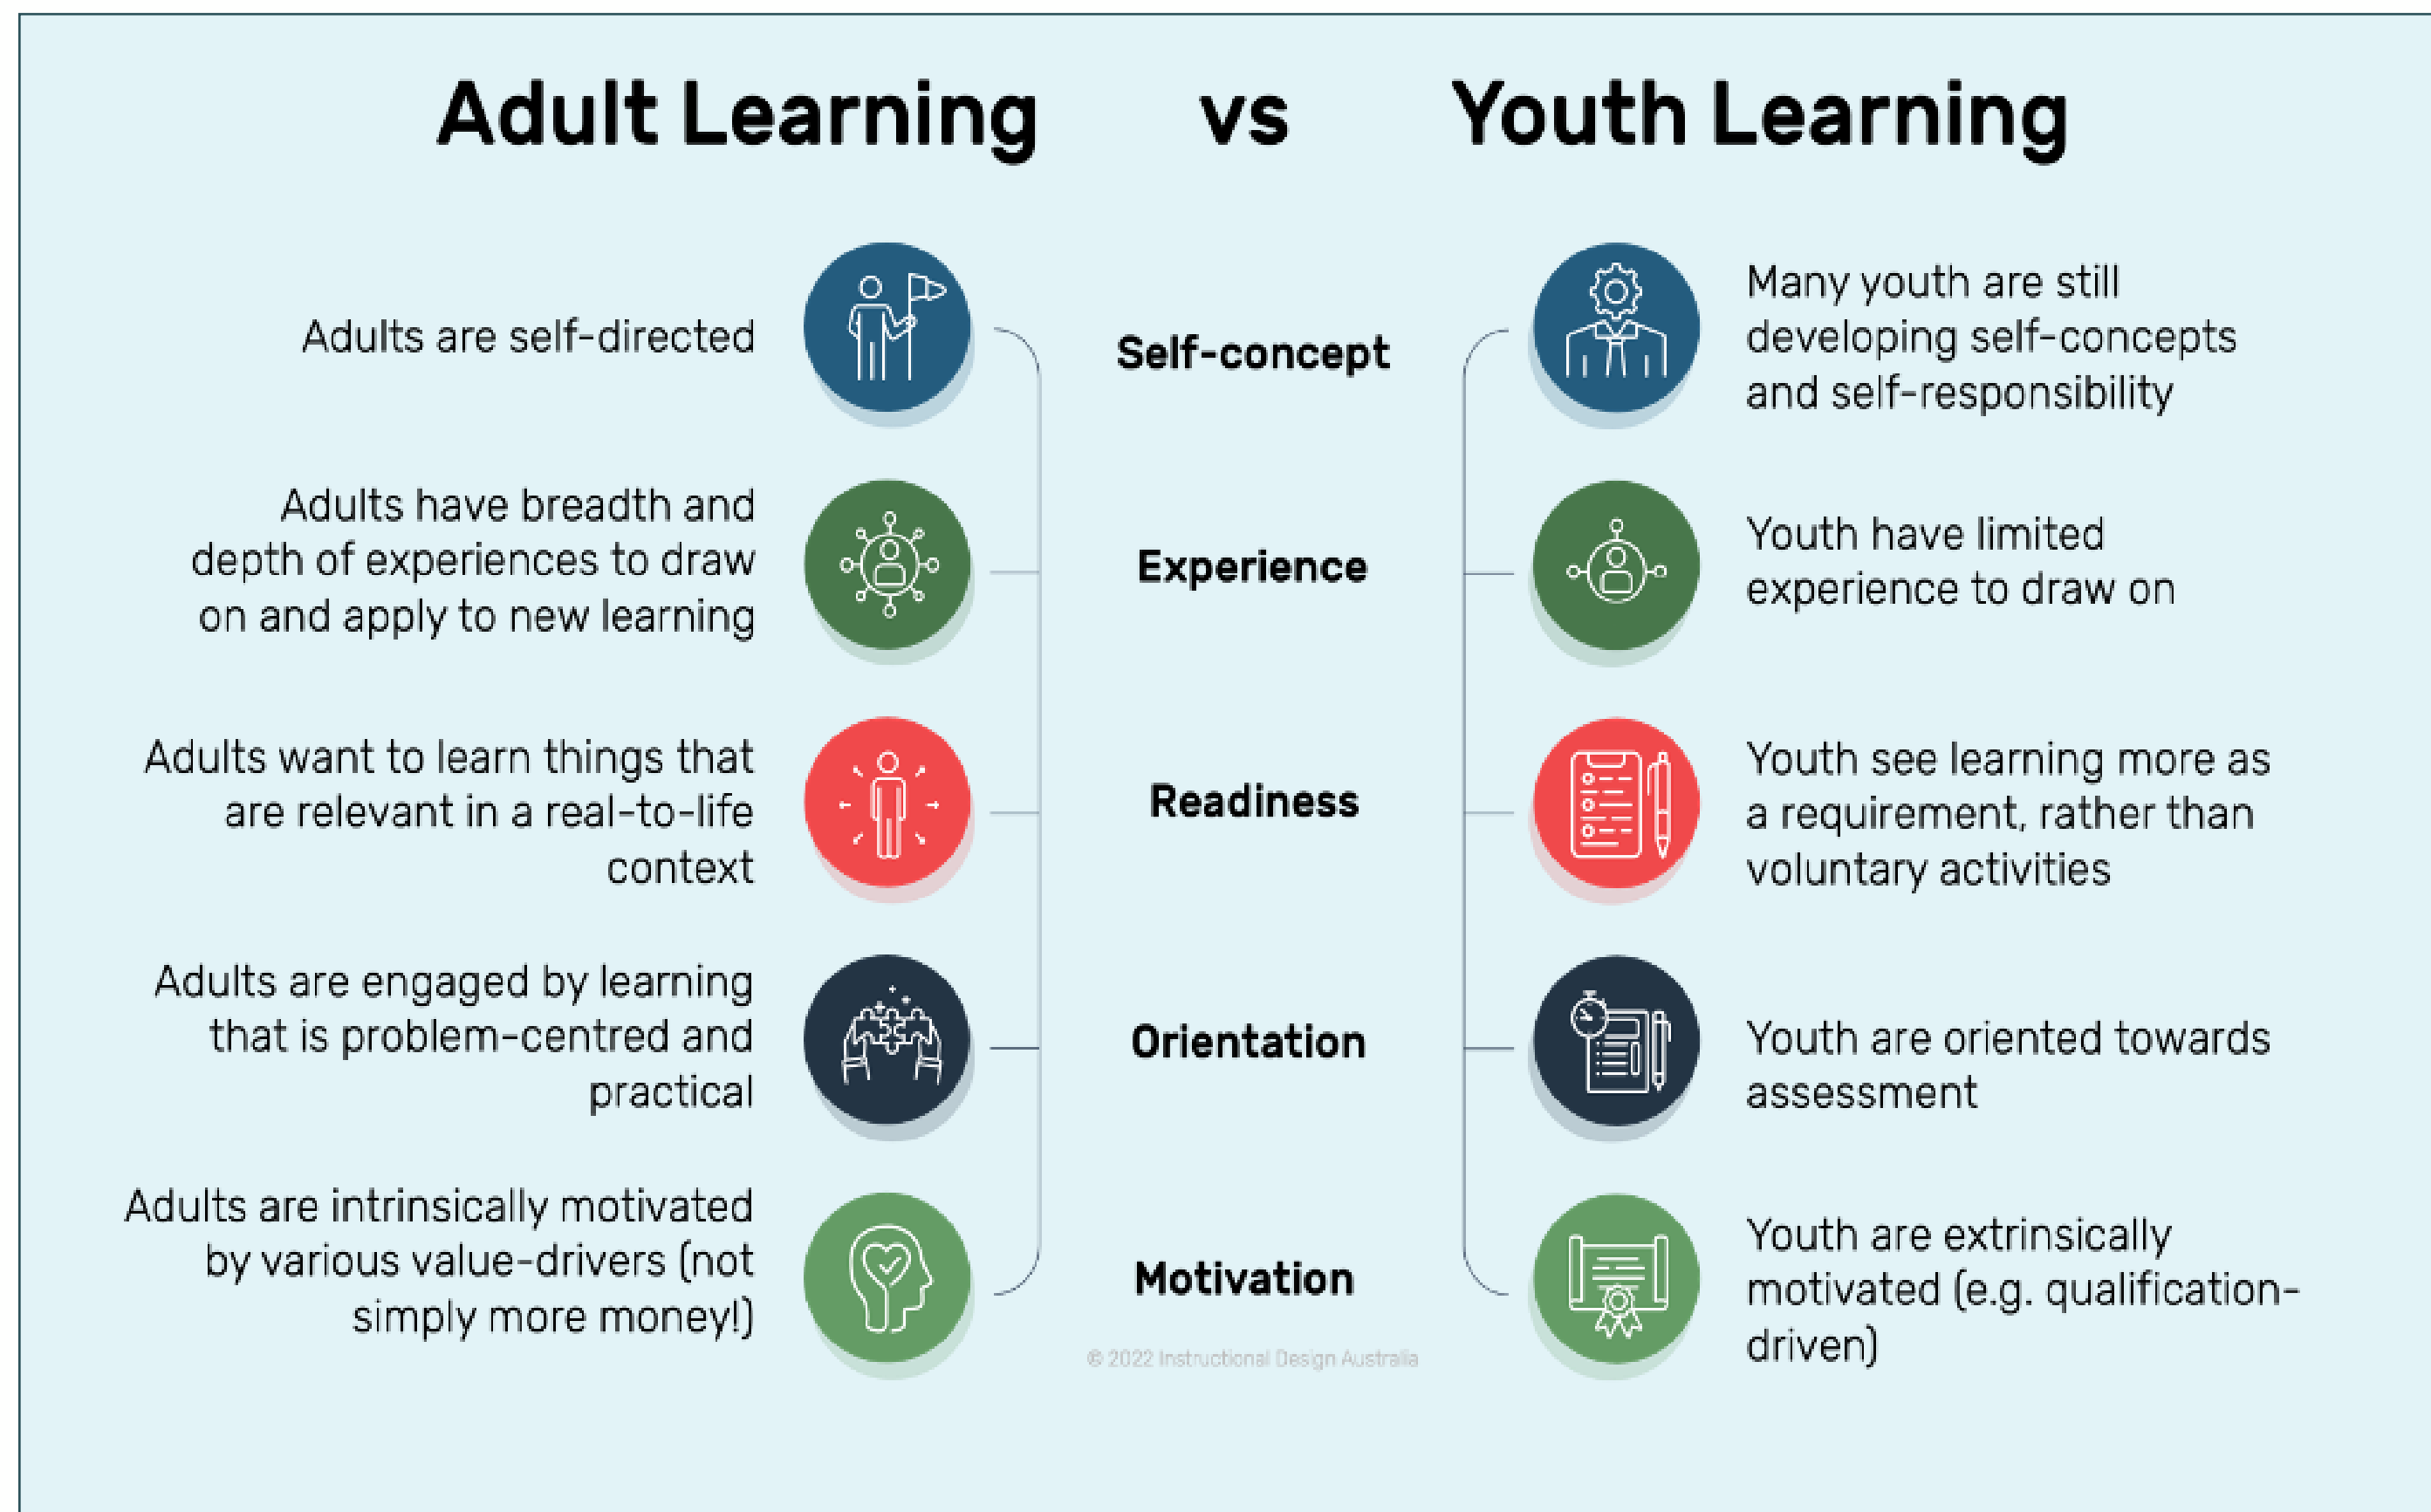 Adult Learning vs Youth Learning
Adults are self-directed
Self-concept
Many youth are still
developing self-concepts
and self-responsibility
Adults have breadth and
depth of experiences to draw
on and apply to new learning
Experience
Youth have limited
experience to draw on
Adults want to learn things that
are relevant in a real-to-life
context
Readiness
Youth see learning more as
a requirement, rather than
voluntary activities
Adults are engaged by learning
that is problem-centred and
practical
Orientation
Youth are oriented towards
assessment
Adults are intrinsically motivated
by various value-drivers (not
simply more money!)
Motivation
Youth are extrinsically
motivated (e.g. qualification-
driven)
© 2022 Instructional Design Australia